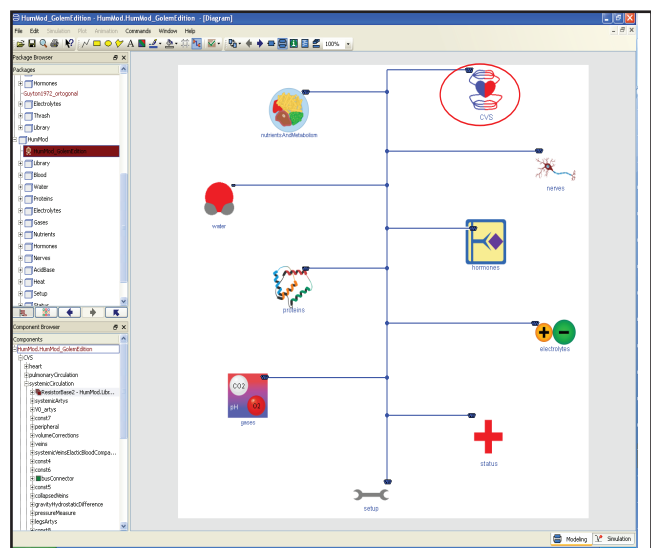 HumMod_GolemEdition - HumMod.HumMod_GolemEdition - [Diagram]
File Edit Simulation Plot Animation Commands Window Help
100%
Package Browser
Packages
Hormones
Guyton1972_ortogonal
Electrolytes
Thrash
Library
HumMod
HumMod_GolemEdition
Library
Blood
Water
Proteins
Electrolytes
Gases
Nutrients
Hormones
Nerves
AcidBase
Heat
Setup
Status
Component Browser
Components
HumMod.HumMod_GolemEdition
CVS
heart
pulmonaryCirculation
systemicCirculation
ResistorBase2 - HumMod.Libr...
systemicArtys
V0_artys
const7
peripheral
volumeCorrections
veins
systemicVeinsElacticBloodCompa...
const4
const6
busConnector
const5
collapsedVeins
gravityHydrostaticDifference
pressureMeasure
legsArtys
const8
CVS
nutrientsAndMetabolism
nerves
water
hormones
proteins
electrolytes
CO2
pH O2
gases
status
setup
Modeling Simulation